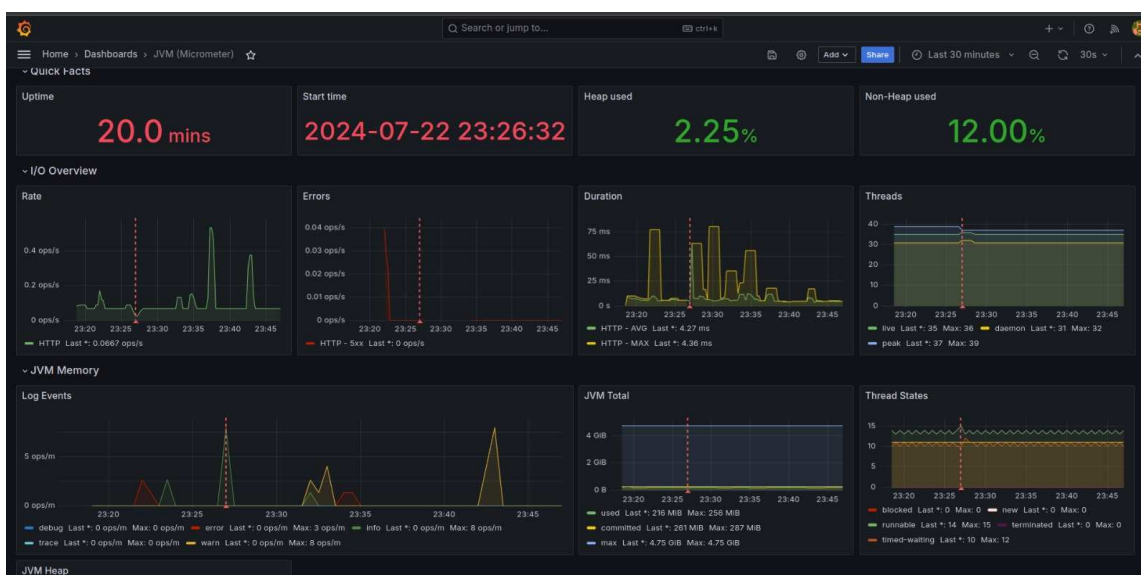 Search or jump to...
ctrl+k
Home › Dashboards › JVM (Micrometer)
Add
Share
Last 30 minutes
30s
Quick Facts
Uptime
20.0 mins
Start time
2024-07-22 23:26:32
Heap used
2.25%
Non-Heap used
12.00%
I/O Overview
Rate
0.4 ops/s
0.2 ops/s
0 ops/s
23:20 23:25 23:30 23:35 23:40 23:45
HTTP Last *: 0.0667 ops/s
Errors
0.04 ops/s
0.03 ops/s
0.02 ops/s
0.01 ops/s
0 ops/s
23:20 23:25 23:30 23:35 23:40 23:45
HTTP - 5xx Last *: 0 ops/s
Duration
75 ms
50 ms
25 ms
0 s
23:20 23:25 23:30 23:35 23:40 23:45
HTTP - AVG Last *: 4.27 ms
HTTP - MAX Last *: 4.36 ms
Threads
40
30
20
10
0
23:20 23:25 23:30 23:35 23:40 23:45
live Last *: 35 Max: 36 daemon Last *: 31 Max: 32
peak Last *: 37 Max: 39
JVM Memory
Log Events
5 ops/m
0 ops/m
23:20 23:25 23:30 23:35 23:40 23:45
debug Last *: 0 ops/m Max: 0 ops/m error Last *: 0 ops/m Max: 3 ops/m info Last *: 0 ops/m Max: 8 ops/m
trace Last *: 0 ops/m Max: 0 ops/m warn Last *: 0 ops/m Max: 8 ops/m
JVM Total
4 GiB
2 GiB
0 B
23:20 23:25 23:30 23:35 23:40 23:45
used Last *: 216 MiB Max: 256 MiB
committed Last *: 261 MiB Max: 287 MiB
max Last *: 4.75 GiB Max: 4.75 GiB
Thread States
15
10
5
0
23:20 23:25 23:30 23:35 23:40 23:45
blocked Last *: 0 Max: 0 new Last *: 0 Max: 0
runnable Last *: 14 Max: 15 terminated Last *: 0 Max: 0
timed-waiting Last *: 10 Max: 12
JVM Heap